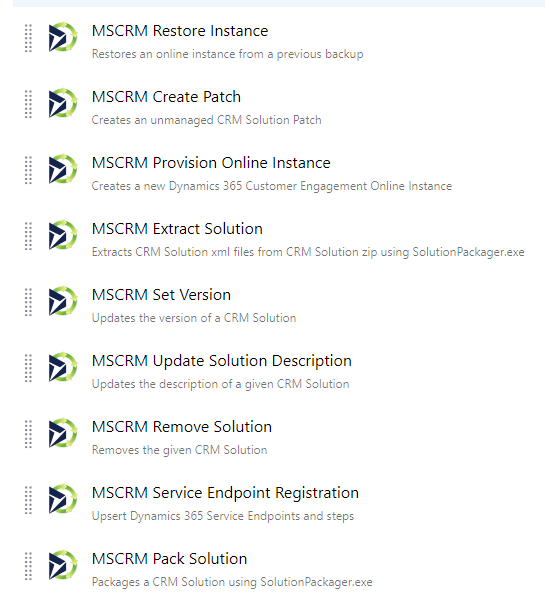 MSCRM Restore Instance
Restores an online instance from a previous backup
MSCRM Create Patch
Creates an unmanaged CRM Solution Patch
MSCRM Provision Online Instance
Creates a new Dynamics 365 Customer Engagement Online Instance
MSCRM Extract Solution
Extracts CRM Solution xml files from CRM Solution zip using SolutionPackager.exe
MSCRM Set Version
Updates the version of a CRM Solution
MSCRM Update Solution Description
Updates the description of a given CRM Solution
MSCRM Remove Solution
Removes the given CRM Solution
MSCRM Service Endpoint Registration
Upsert Dynamics 365 Service Endpoints and steps
MSCRM Pack Solution
Packages a CRM Solution using SolutionPackager.exe